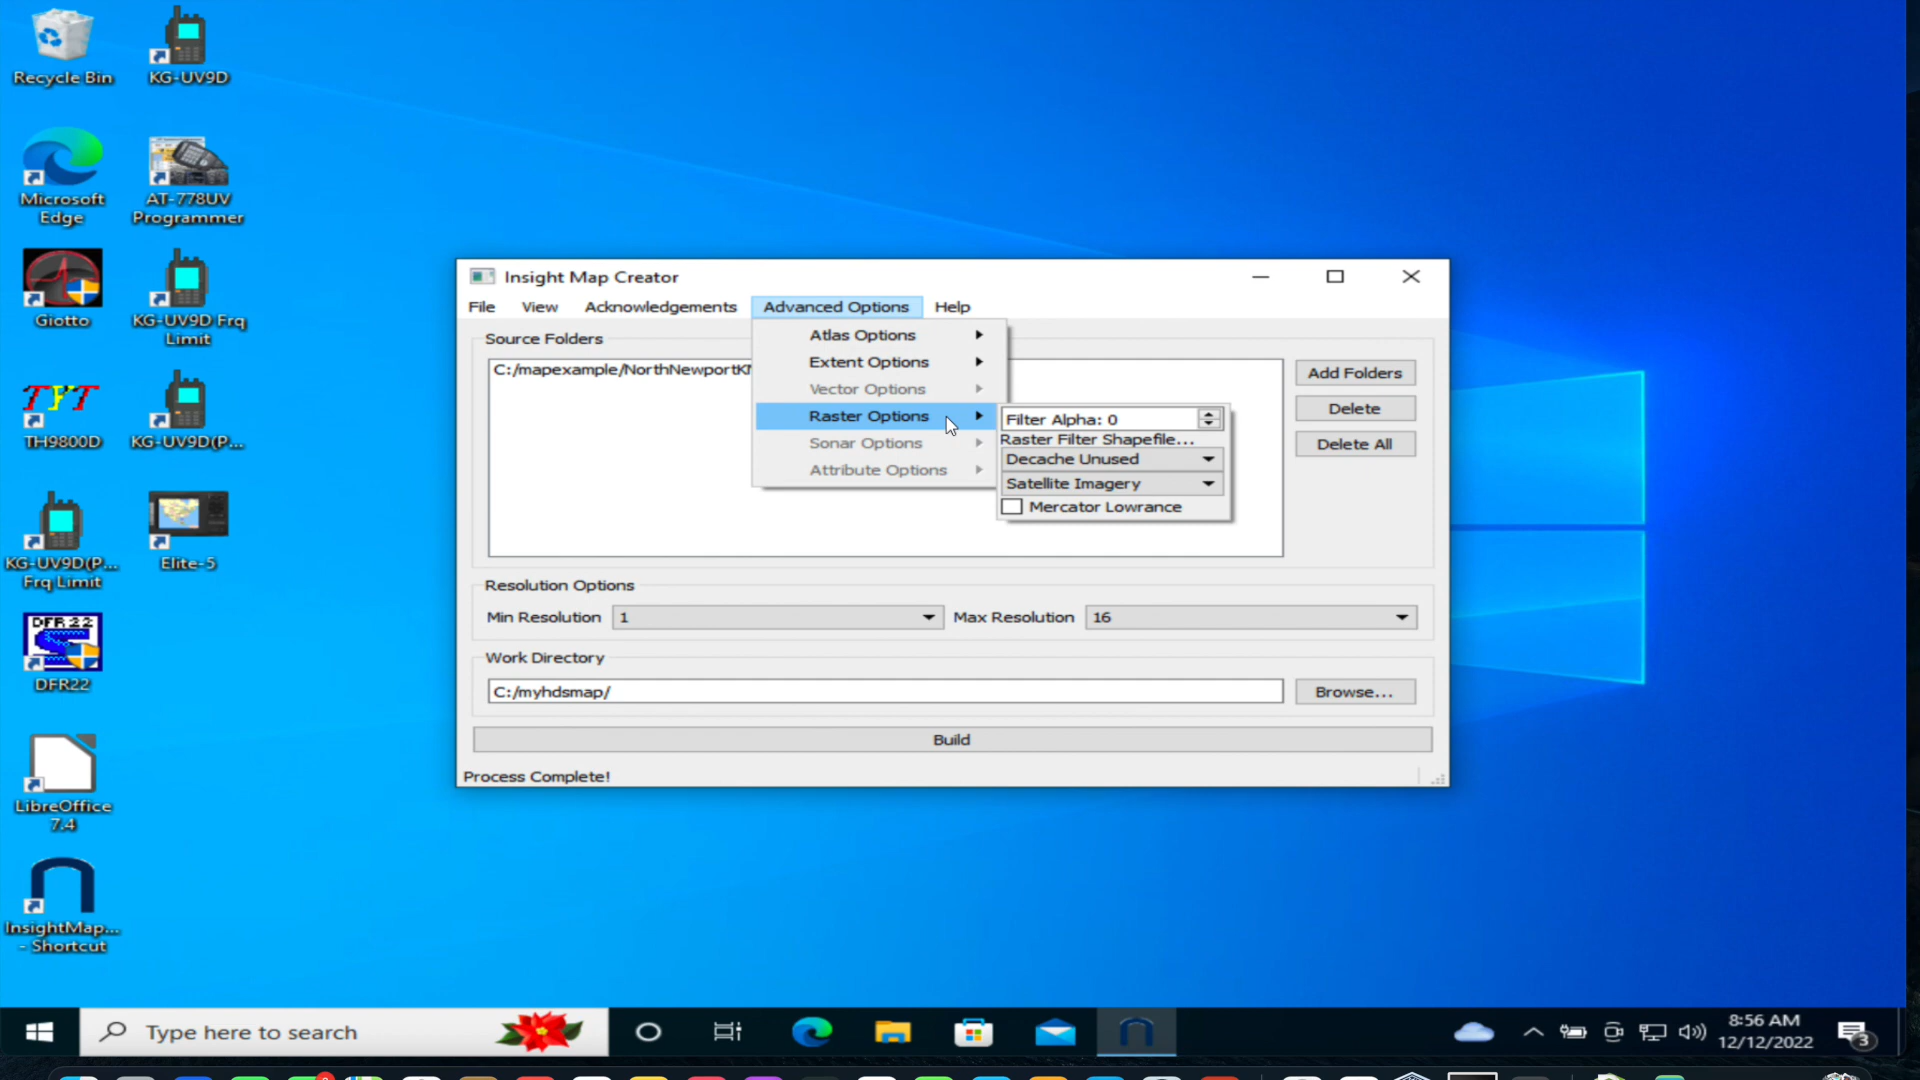 Recycle Bin
KG-UV9D
Microsoft
Edge
AT-778UV
Programmer
Giotto
KG-UV9D Frq
Limit
TYT
TH9800D
KG-UV9D(P...
KG-UV9D(P...
Frq Limit
Elite-5
DFR 22
DFR22
LibreOffice
7.4
InsightMap...
- Shortcut
Insight Map Creator
File View Acknowledgements Advanced Options Help
Source Folders
C:/mapexample/NorthNewportK
Add Folders
Delete
Delete All
Atlas Options
Extent Options
Vector Options
Raster Options
Sonar Options
Attribute Options
Filter Alpha: 0
Raster Filter Shapefile...
Decache Unused
Satellite Imagery
Mercator Lowrance
Resolution Options
Min Resolution 1 Max Resolution 16
Work Directory
C:/myhdsmap/
Browse...
Build
Process Complete!
Type here to search
8:56 AM
12/12/2022
3